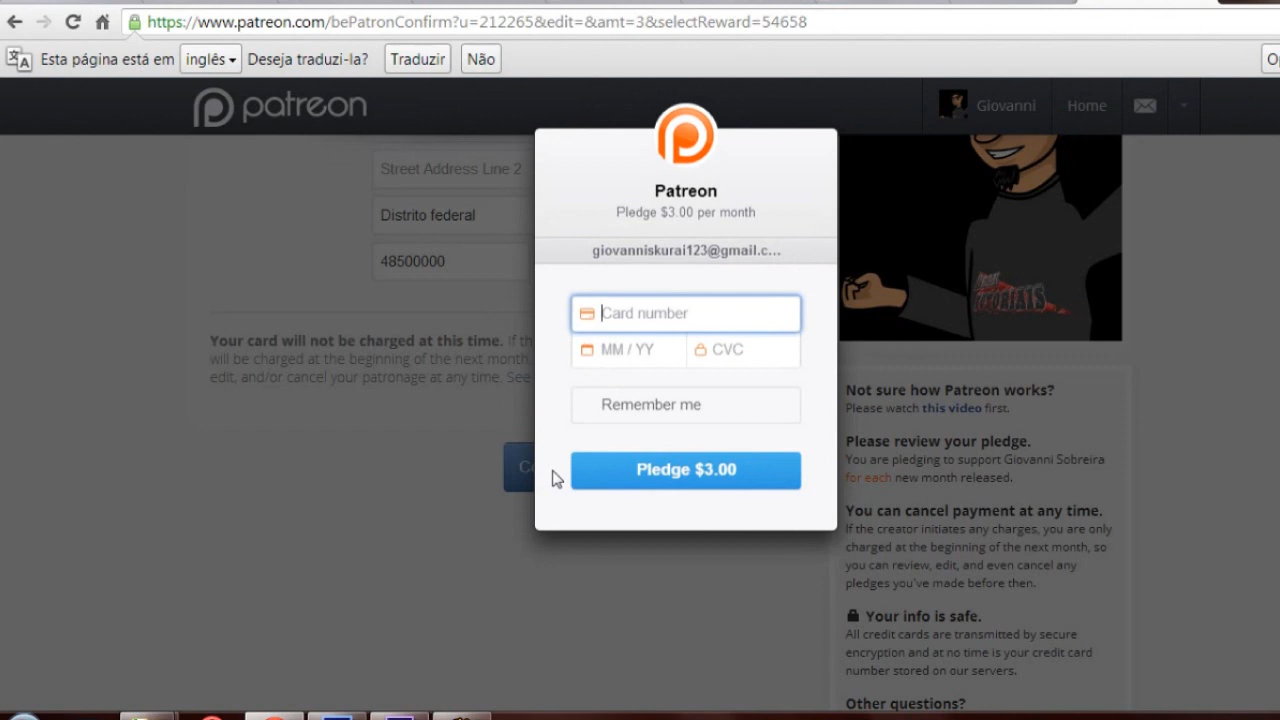 https://www.patreon.com/bePatronConfirm?u=212265&edit=&amt=3&selectReward=54658
Esta página está em inglês Deseja traduzi-la? Traduzir Não
patreon
Giovanni Home
Street Address Line 2
Distrito federal
48500000
Your card will not be charged at this time. If th
will be charged at the beginning of the next month.
edit, and/or cancel your patronage at any time. See
Patreon
Pledge $3.00 per month
giovanniskurai123@gmail.c...
Card number
MM / YY CVC
Remember me
Pledge $3.00
Not sure how Patreon works?
Please watch this video first.
Please review your pledge.
You are pledging to support Giovanni Sobreira
for each new month released.
You can cancel payment at any time.
If the creator initiates any charges, you are only
charged at the beginning of the next month, so
you can review, edit, and even cancel any
pledges you've made before then.
Your info is safe.
All credit cards are transmitted by secure
encryption and at no time is your credit card
number stored on our servers.
Other questions?